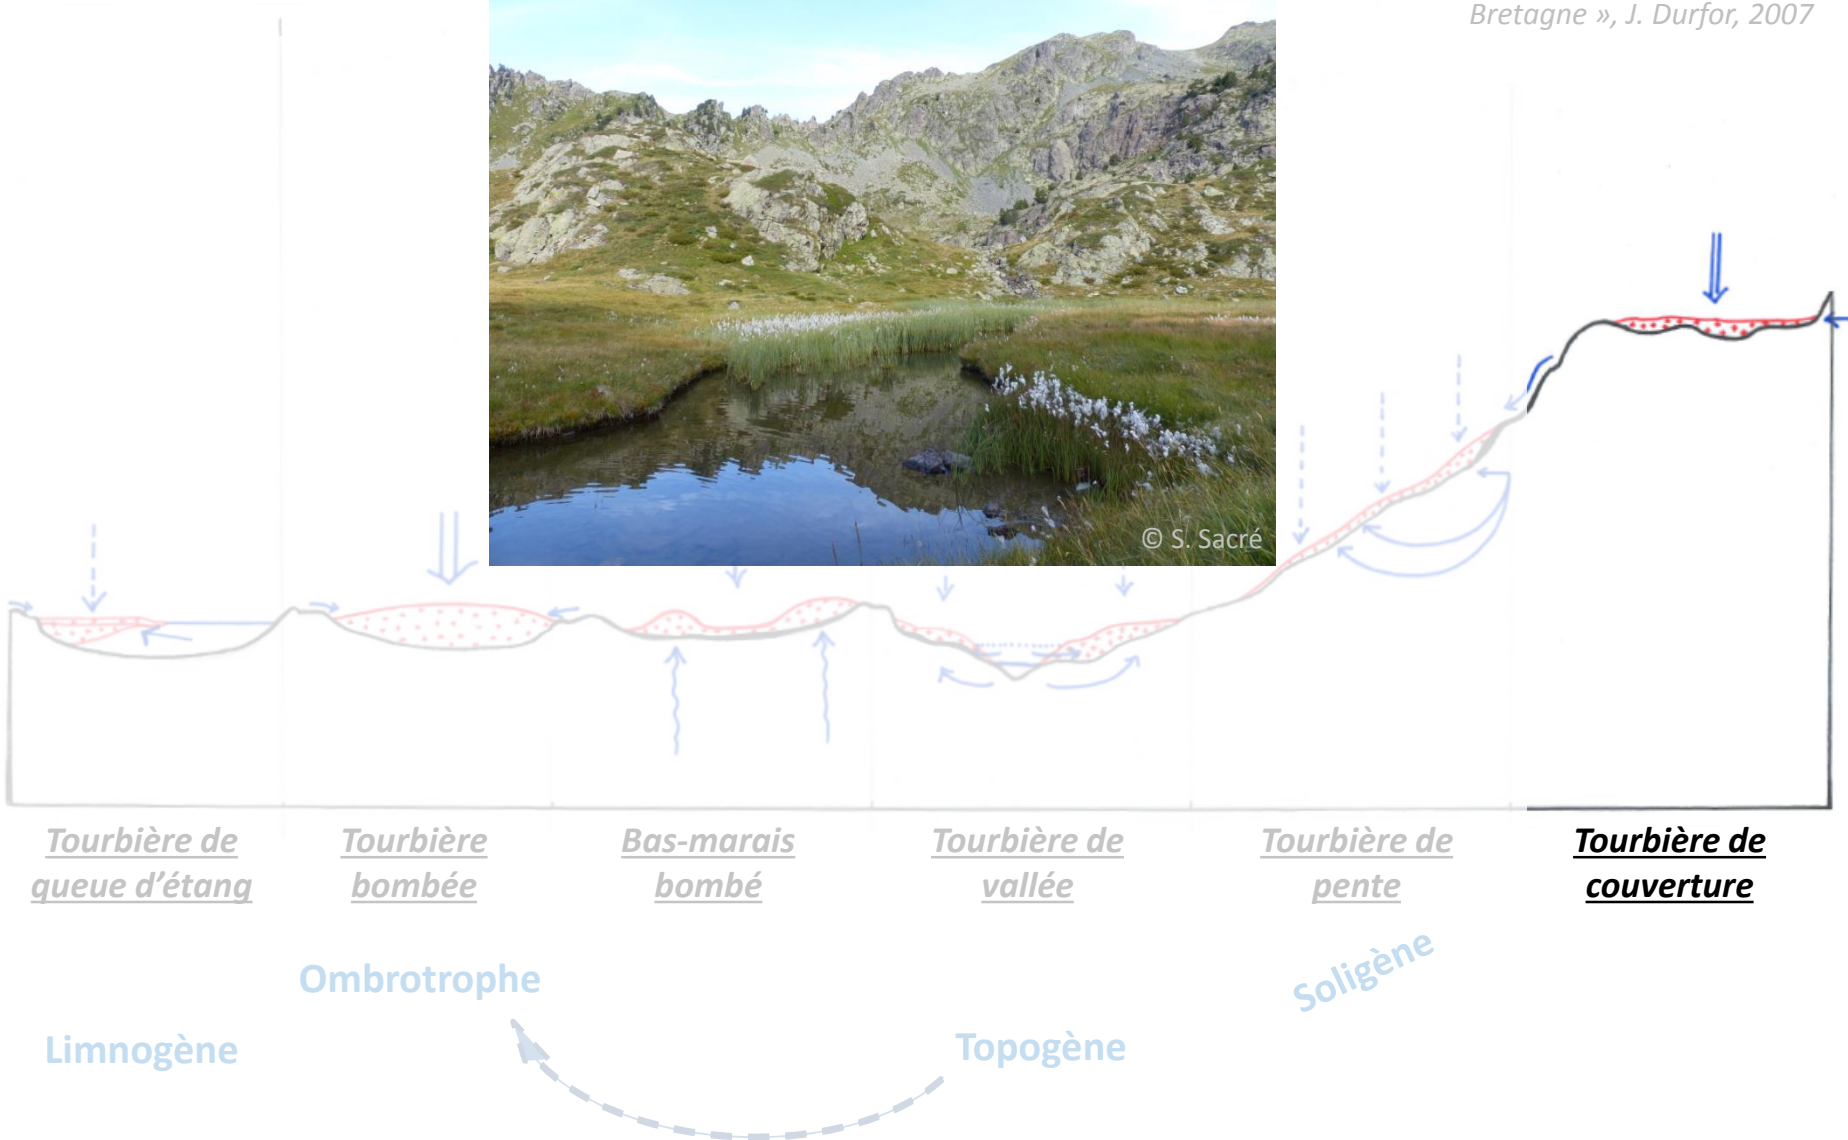 Bretagne », J. Durfor, 2007
© S. Sacré
Tourbière de
queue d’étang
Tourbière
bombée
Bas-marais
bombé
Tourbière de
vallée
Tourbière de
pente
Tourbière de
couverture
Ombrotrophe
Soligène
Limnogène
Topogène